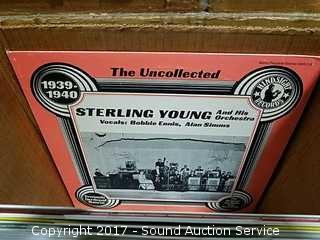 The Uncollected
1939-
1940
HINDSIGHT
RECORDS
STERLING YOUNG And His
Orchestra
Vocals: Bobbie Ennis, Alan Simms
Copyright 2017 - Sound Auction Service